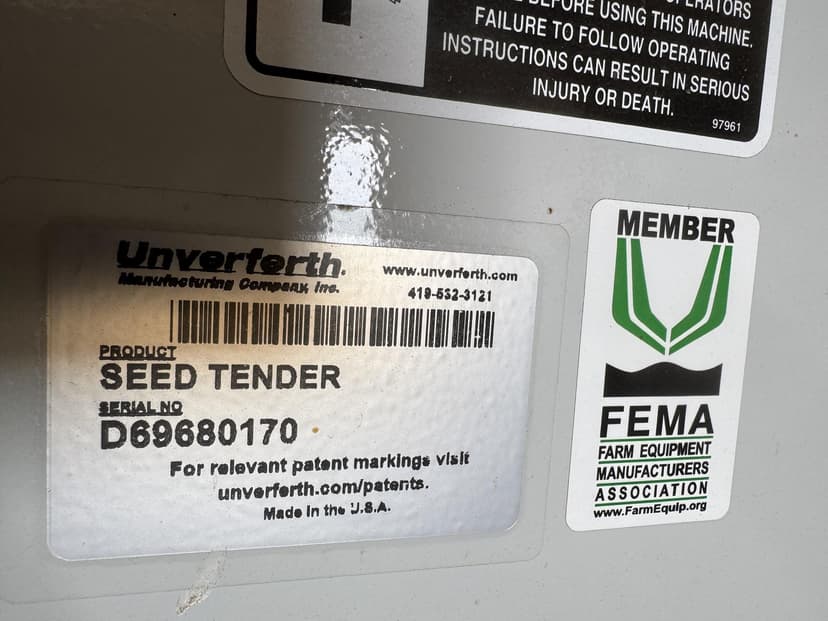 OPERATORS
BEFORE USING THIS MACHINE.
FAILURE TO FOLLOW OPERATING
INSTRUCTIONS CAN RESULT IN SERIOUS
INJURY OR DEATH.
97961
Unverferth.
Manufacturing Company, Inc.
www.unverferth.com
419-532-3121
PRODUCT
SEED TENDER
SERIAL NO
D69680170
For relevant patent markings visit
unverferth.com/patents.
Made in the U.S.A.
MEMBER
FEMA
FARM EQUIPMENT
MANUFACTURERS
ASSOCIATION
www.FarmEquip.org